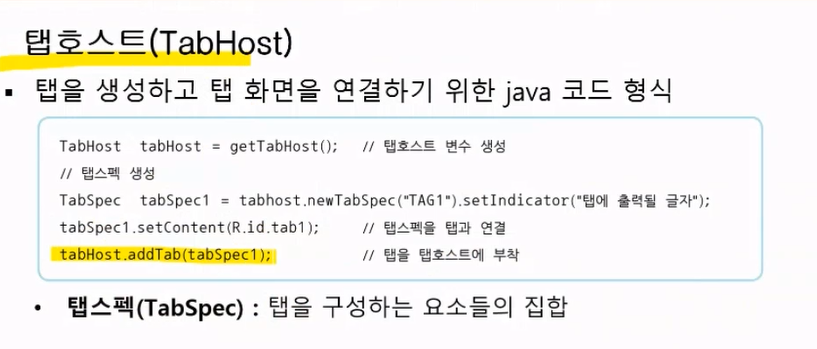 탭호스트(TabHost)
▪ 탭을 생성하고 탭 화면을 연결하기 위한 java 코드 형식
TabHost tabHost = getTabHost(); // 탭호스트 변수 생성
// 탭스펙 생성
TabSpec tabSpec1 = tabhost.newTabSpec("TAG1").setIndicator("탭에 출력될 글자");
tabSpec1.setContent(R.id.tab1); // 탭스펙을 탭과 연결
tabHost.addTab(tabSpec1); // 탭을 탭호스트에 부착
• 탭스펙(TabSpec) : 탭을 구성하는 요소들의 집합